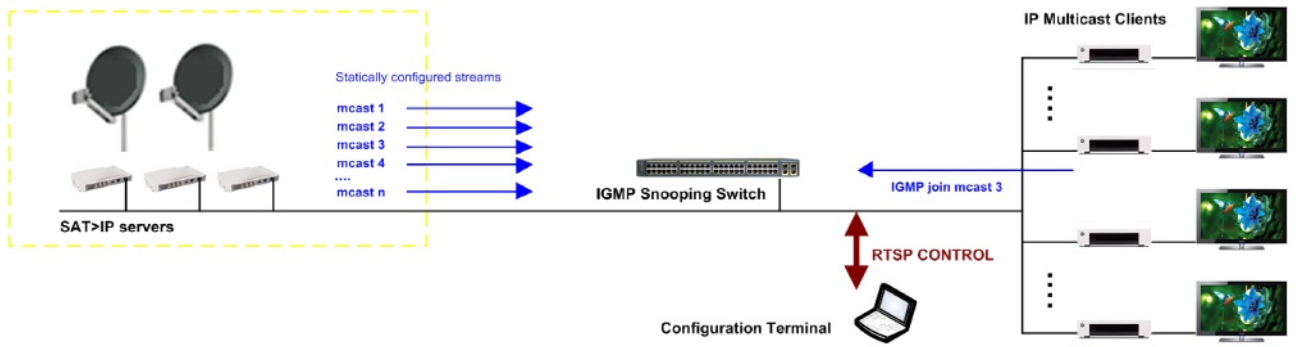 IP Multicast Clients
Statically configured streams
mcast 1
mcast 2
mcast 3
mcast 4
....
mcast n
IGMP Snooping Switch
IGMP join mcast 3
SAT>IP servers
RTSP CONTROL
Configuration Terminal